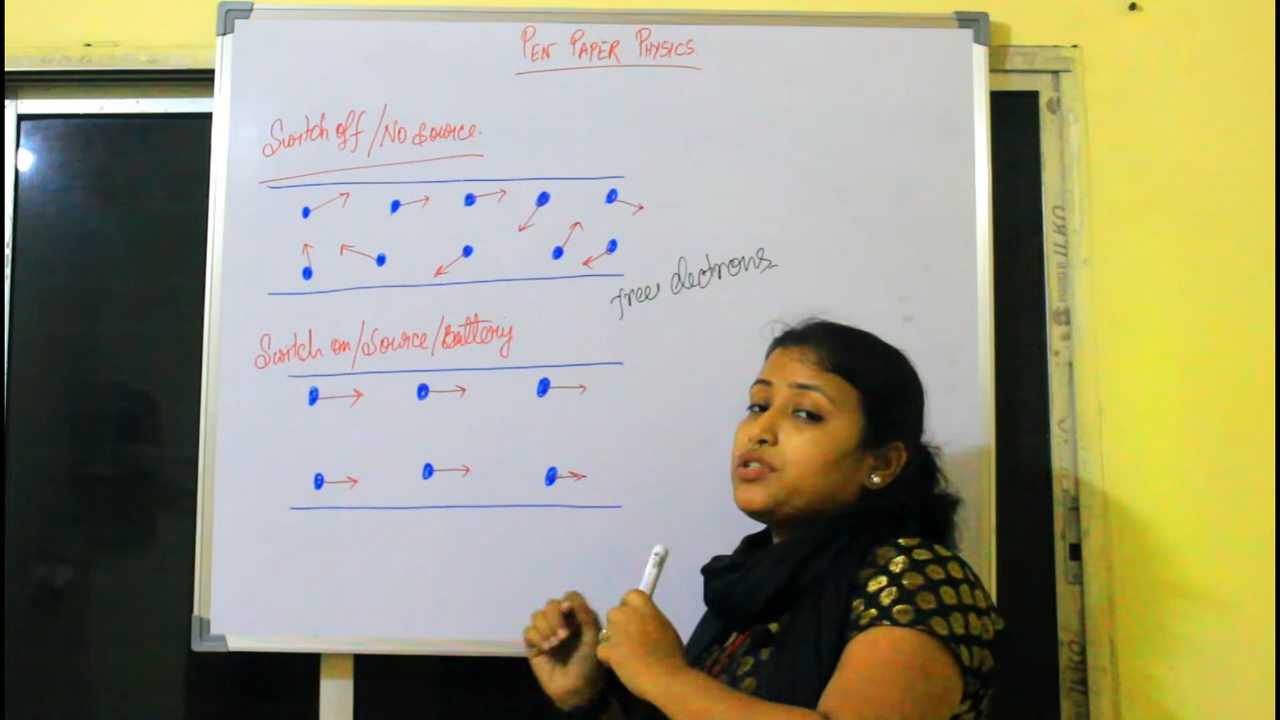 PEN PAPER PHYSICS
Switch off/No source.
free electrons
Switch on/source/Battery